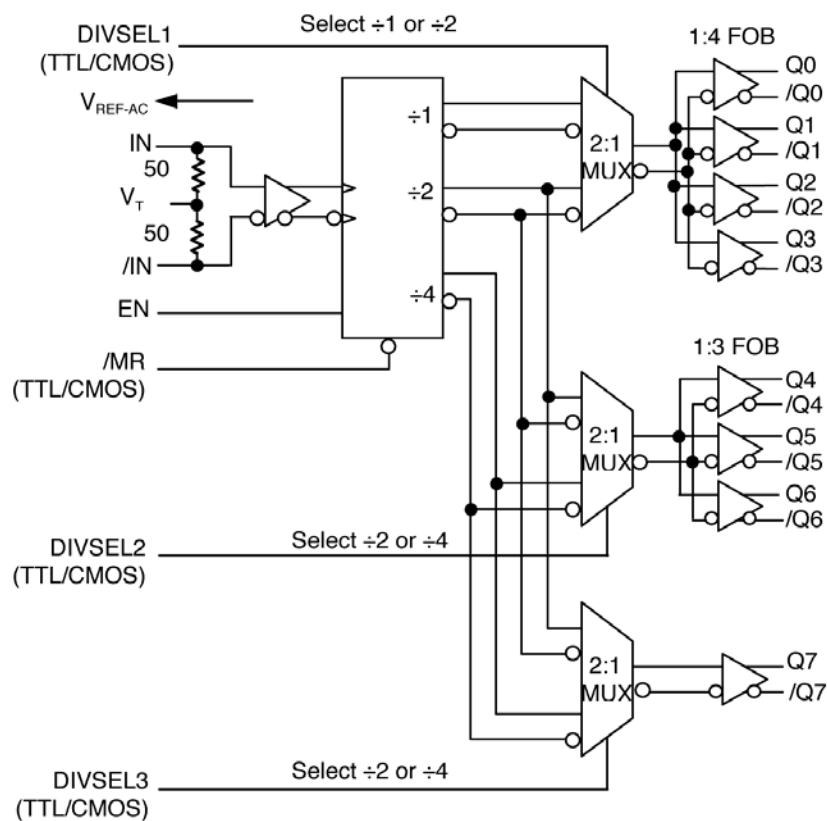 DIVSEL1
(TTL/CMOS)
Select ÷1 or ÷2
1:4 FOB
V_REF-AC
IN
50
V_T
50
/IN
EN
/MR
(TTL/CMOS)
÷1
÷2
÷4
2:1
MUX
Q0
/Q0
Q1
/Q1
Q2
/Q2
Q3
/Q3
1:3 FOB
2:1
MUX
Q4
/Q4
Q5
/Q5
Q6
/Q6
DIVSEL2
(TTL/CMOS)
Select ÷2 or ÷4
2:1
MUX
Q7
/Q7
DIVSEL3
(TTL/CMOS)
Select ÷2 or ÷4